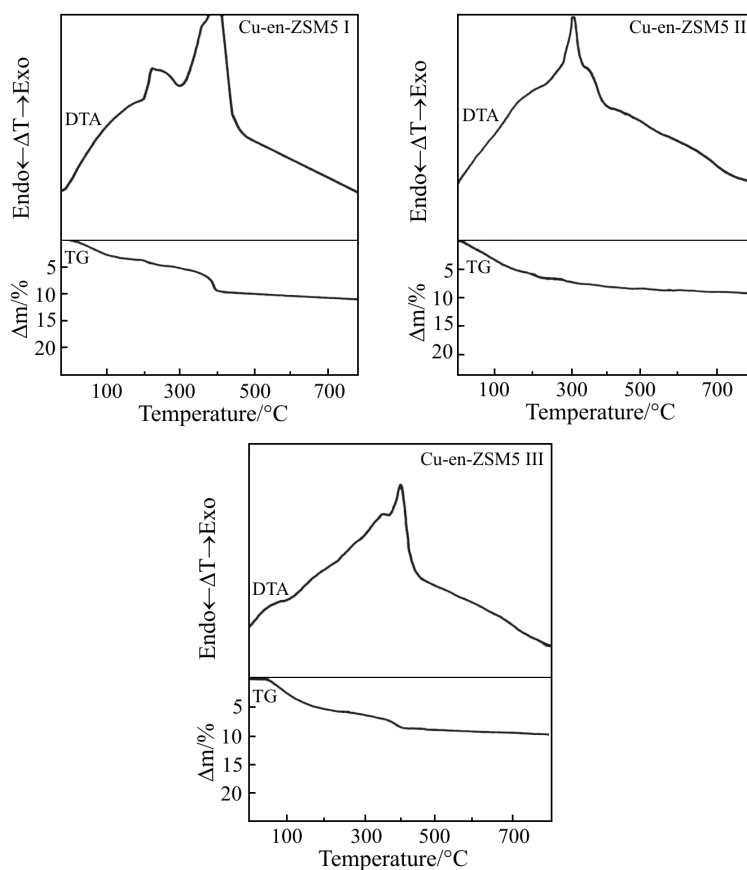 Cu-en-ZSM5 I
Endo←ΔT→Exo
DTA
TG
Δm/%
5
10
15
20
100
300
500
700
Temperature/°C
Cu-en-ZSM5 II
Endo←ΔT→Exo
DTA
TG
Δm/%
5
10
15
20
100
300
500
700
Temperature/°C
Cu-en-ZSM5 III
Endo←ΔT→Exo
DTA
TG
Δm/%
5
10
15
20
100
300
500
700
Temperature/°C